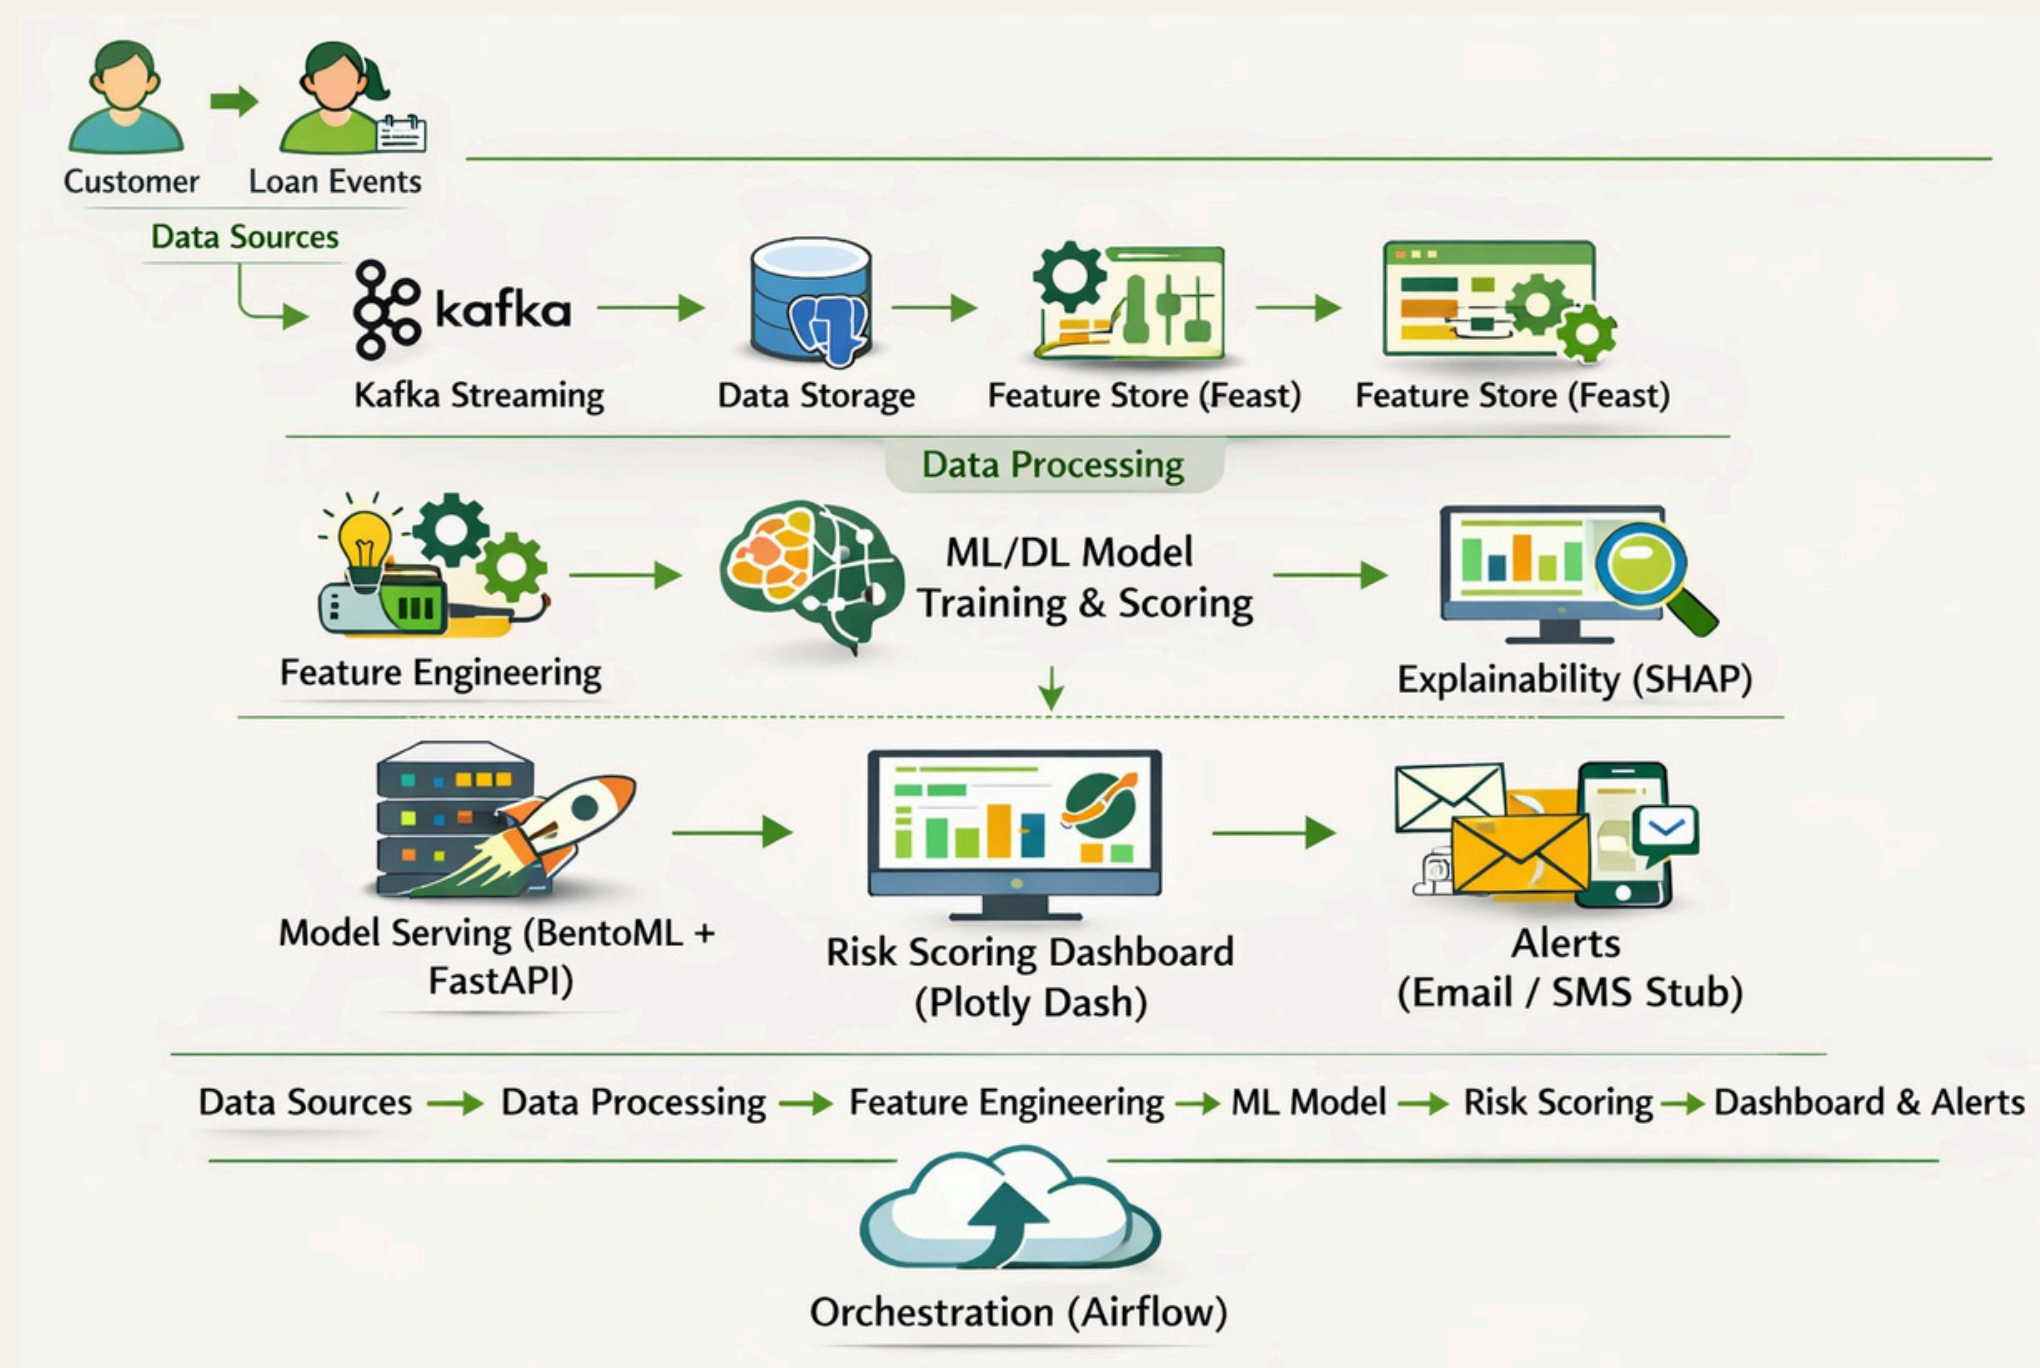 Customer
Loan Events
Data Sources
kafka
Kafka Streaming
Data Storage
Feature Store (Feast)
Feature Store (Feast)
Data Processing
Feature Engineering
ML/DL Model
Training & Scoring
Explainability (SHAP)
Model Serving (BentoML +
FastAPI)
Risk Scoring Dashboard
(Plotly Dash)
Alerts
(Email / SMS Stub)
Data Sources → Data Processing → Feature Engineering → ML Model → Risk Scoring → Dashboard & Alerts
Orchestration (Airflow)